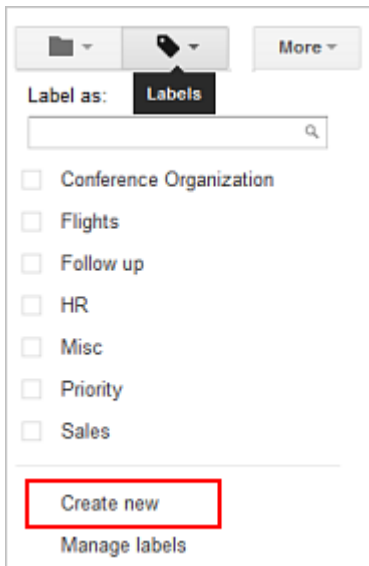 More
Label as:
Labels
Conference Organization
Flights
Follow up
HR
Misc
Priority
Sales
Create new
Manage labels